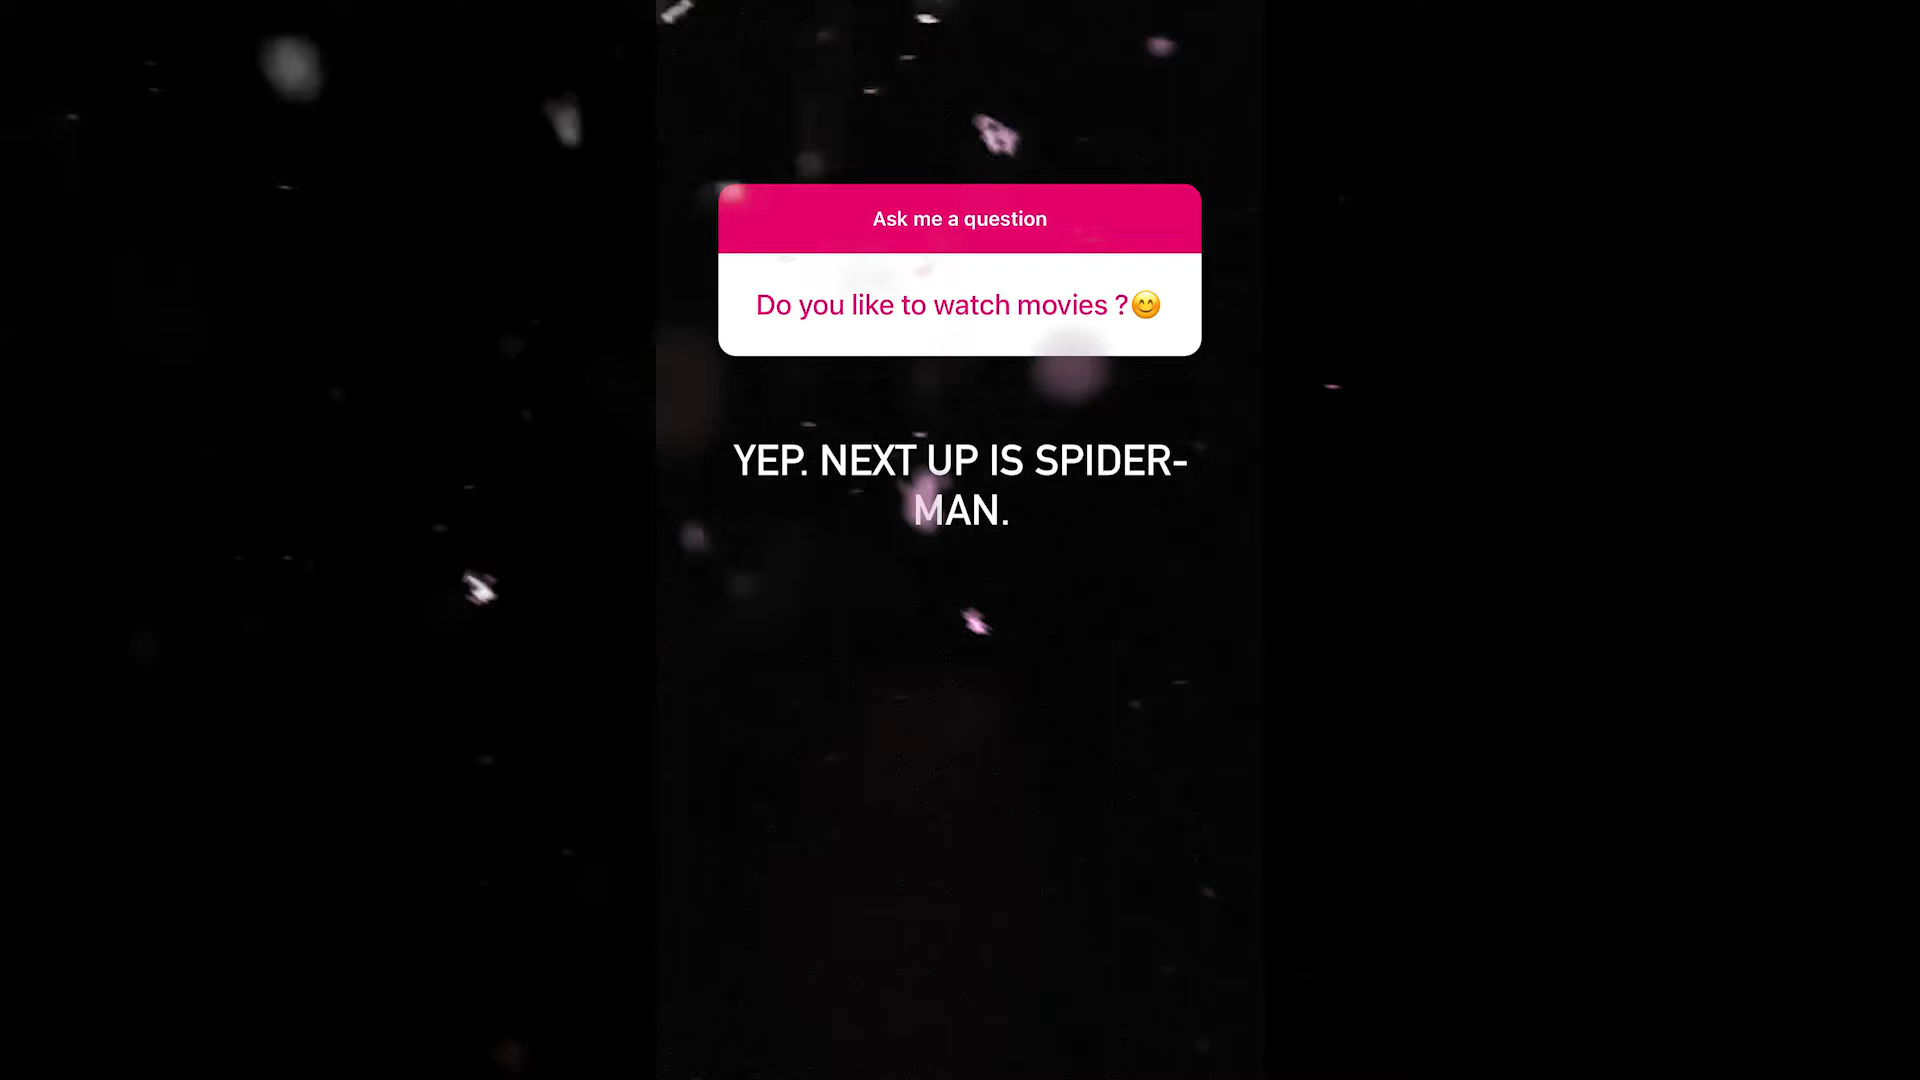 Ask me a question
Do you like to watch movies ?😊
YEP. NEXT UP IS SPIDER-
MAN.